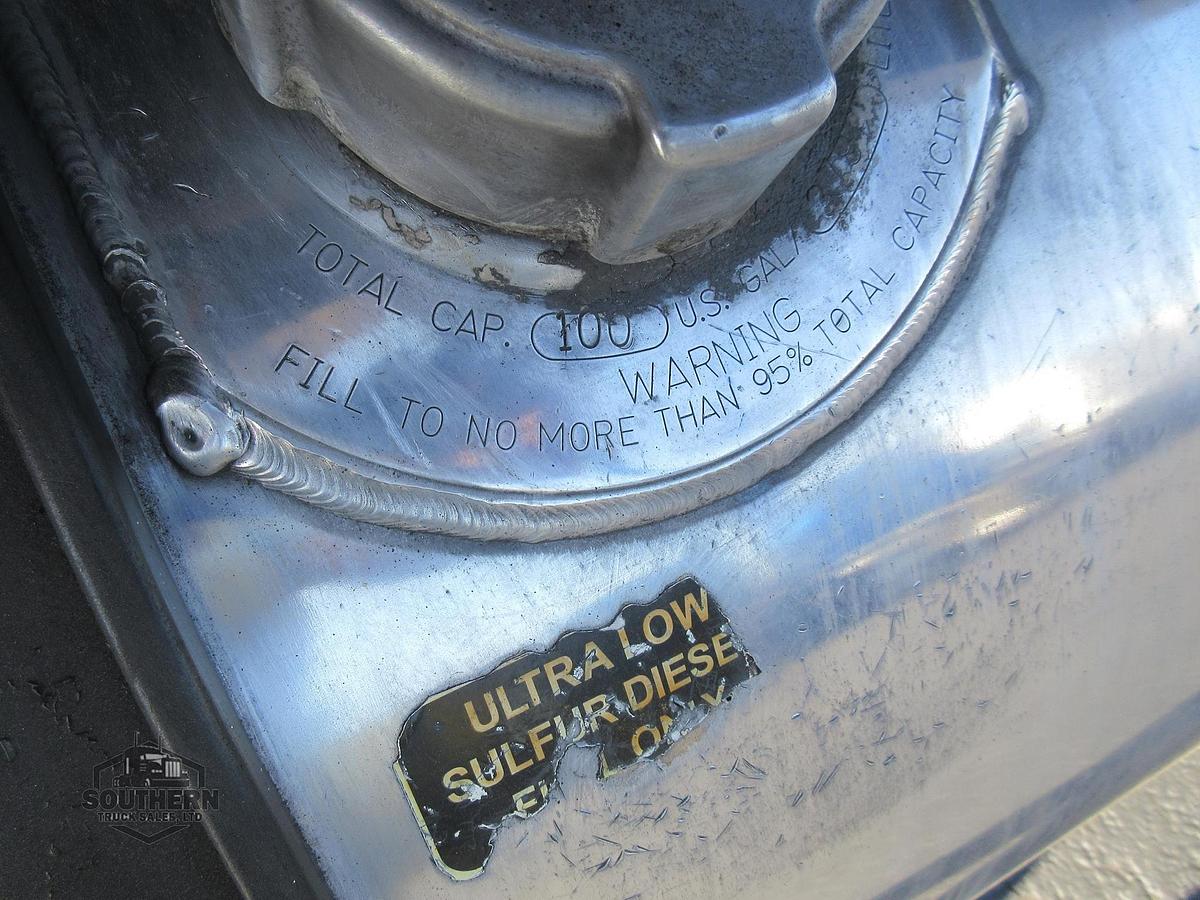 TOTAL CAP. 100 U.S. GAL/
WARNING
FILL TO NO MORE THAN 95% TOTAL CAPACITY
ULTRA LOW
SULFUR DIESE
ONLY
SOUTHERN
TRUCK SALES, LTD